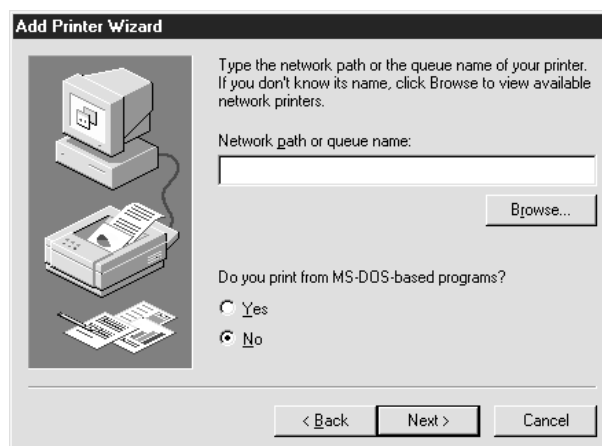 Add Printer Wizard
Type the network path or the queue name of your printer.
If you don't know its name, click Browse to view available
network printers.
Network path or queue name:
Browse...
Do you print from MS-DOS-based programs?
Yes
No
< Back
Next >
Cancel